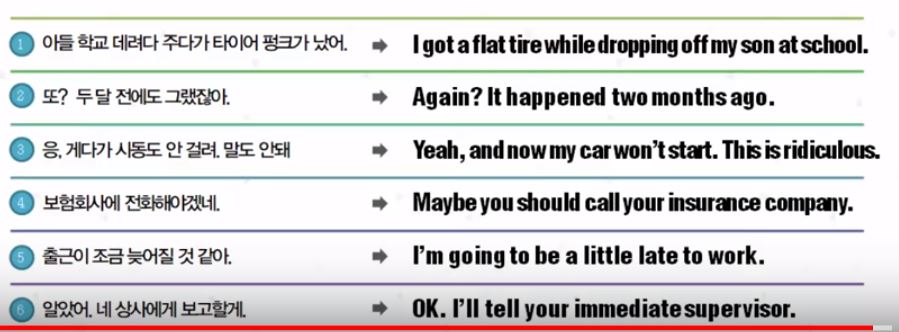 1 아들 학교 데려다 주다가 타이어 펑크가 났어. ➡ I got a flat tire while dropping off my son at school.
2 또? 두 달 전에도 그랬잖아. ➡ Again? It happened two months ago.
3 응, 게다가 시동도 안 걸려. 말도 안돼 ➡ Yeah, and now my car won't start. This is ridiculous.
4 보험회사에 전화해야겠네. ➡ Maybe you should call your insurance company.
5 출근이 조금 늦어질 것 같아. ➡ I'm going to be a little late to work.
6 알았어. 네 상사에게 보고할게. ➡ OK. I'll tell your immediate supervisor.